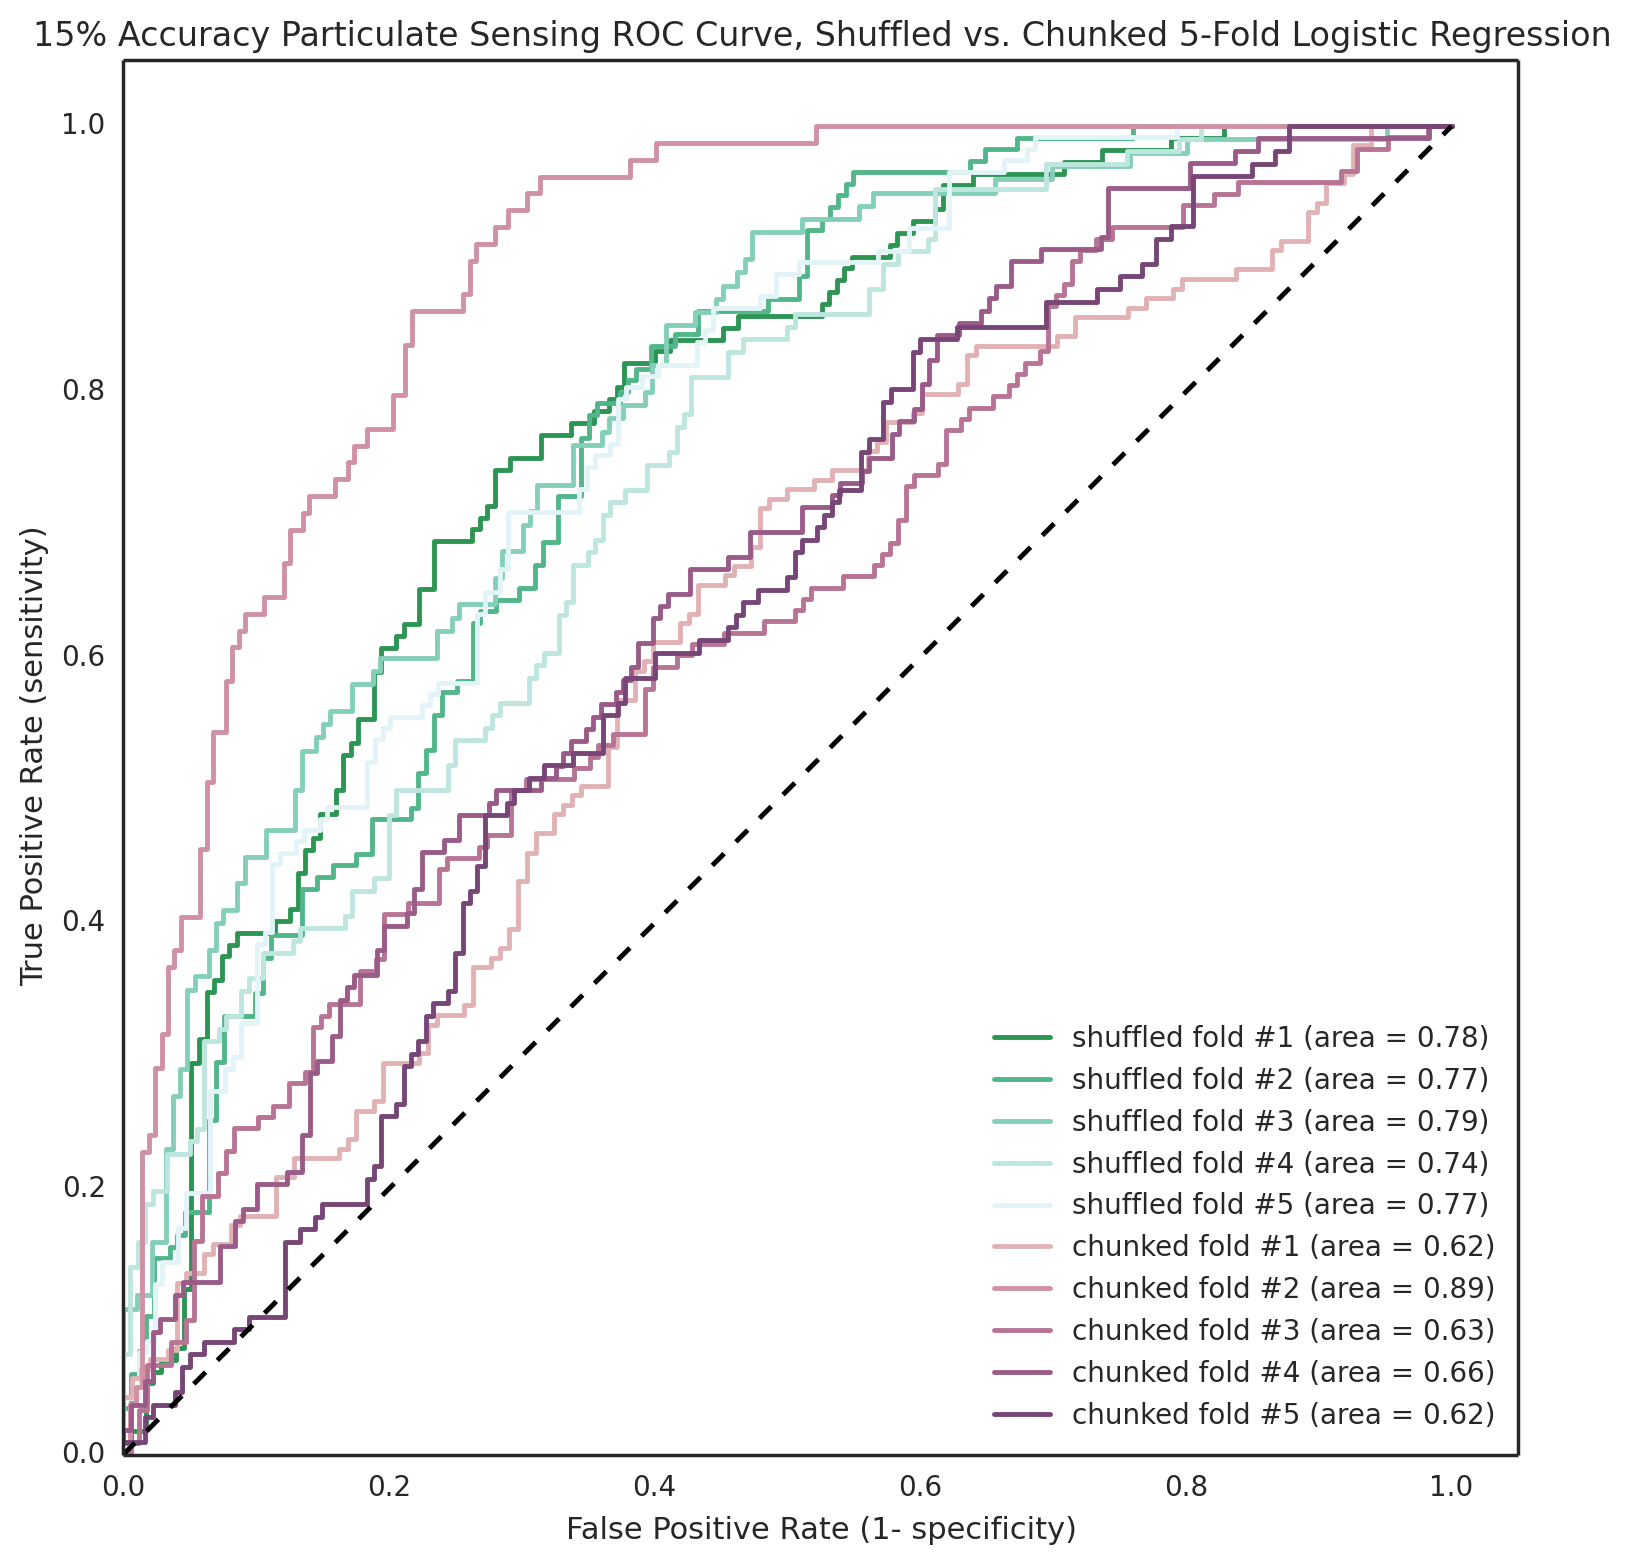 15% Accuracy Particulate Sensing ROC Curve, Shuffled vs. Chunked 5-Fold Logistic Regression
1.0
0.8
0.6
0.4
0.2
0.0
True Positive Rate (sensitivity)
shuffled fold #1 (area = 0.78)
shuffled fold #2 (area = 0.77)
shuffled fold #3 (area = 0.79)
shuffled fold #4 (area = 0.74)
shuffled fold #5 (area = 0.77)
chunked fold #1 (area = 0.62)
chunked fold #2 (area = 0.89)
chunked fold #3 (area = 0.63)
chunked fold #4 (area = 0.66)
chunked fold #5 (area = 0.62)
0.0 0.2 0.4 0.6 0.8 1.0
False Positive Rate (1- specificity)